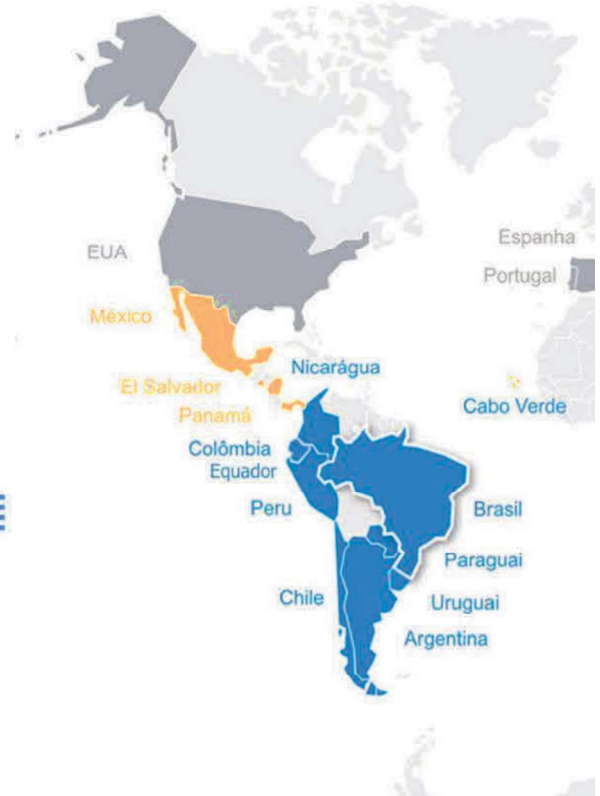 Espanha
EUA
Portugal
México
Nicarágua
El Salvador
Cabo Verde
Panamá
Colômbia
Equador
Peru
Brasil
Paraguai
Chile
Uruguai
Argentina